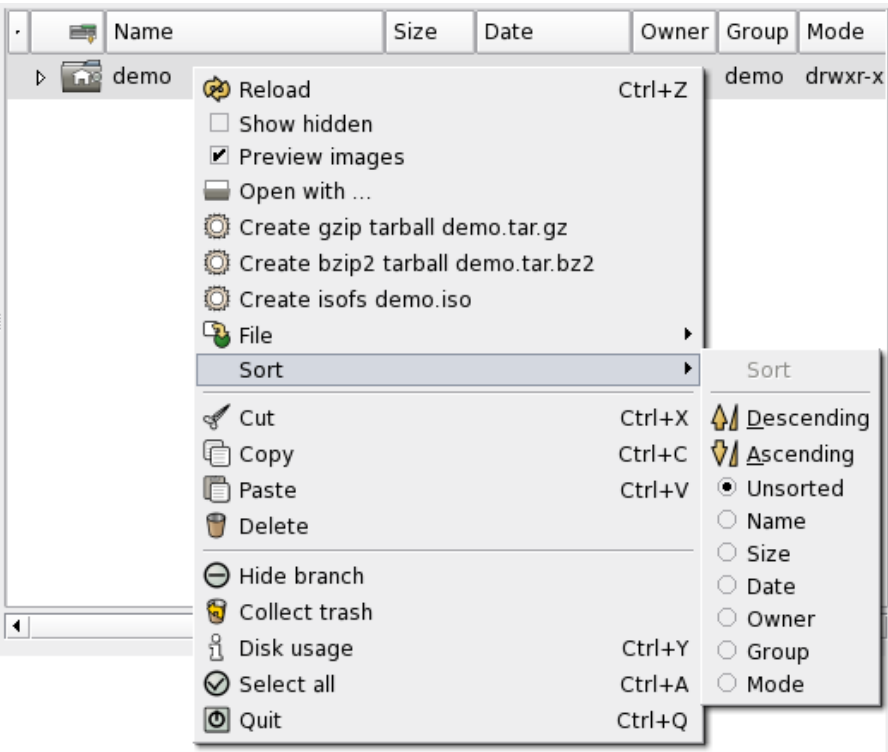 Name Size Date Owner Group Mode
demo demo drwxr-x
Reload Ctrl+Z
Show hidden
Preview images
Open with ...
Create gzip tarball demo.tar.gz
Create bzip2 tarball demo.tar.bz2
Create isofs demo.iso
File
Sort
Cut Ctrl+X
Copy Ctrl+C
Paste Ctrl+V
Delete
Hide branch
Collect trash
Disk usage Ctrl+Y
Select all Ctrl+A
Quit Ctrl+Q
Sort
Descending
Ascending
Unsorted
Name
Size
Date
Owner
Group
Mode